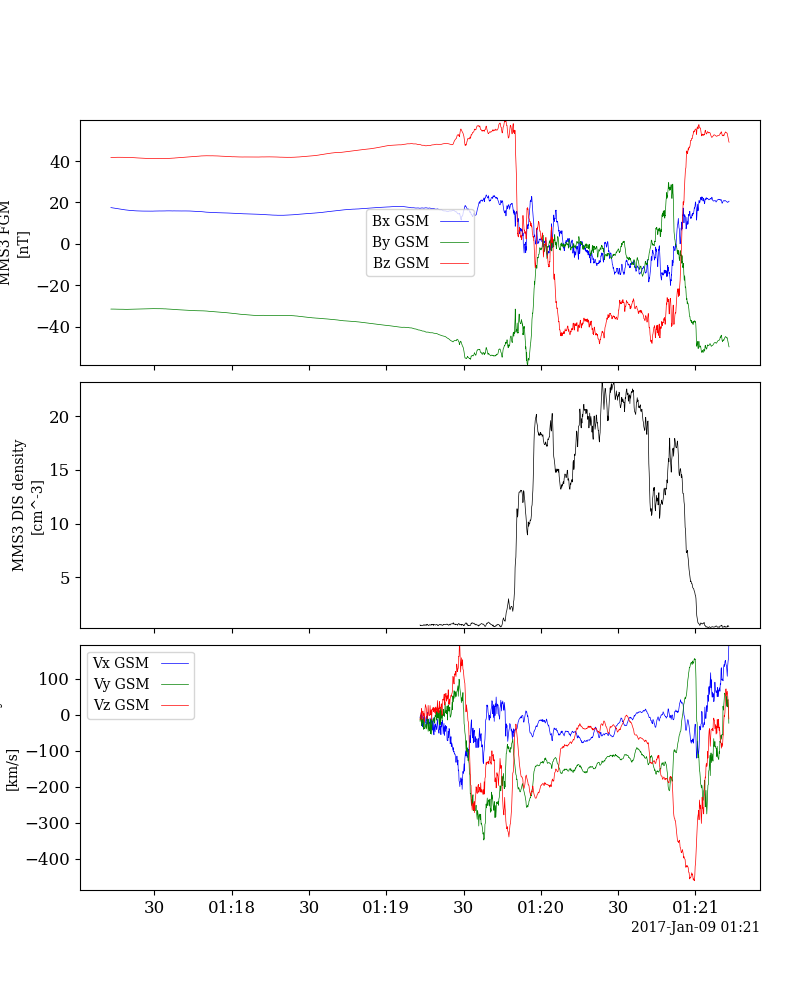 MMS3 FGM
[nT]
40
20
0
−20
−40
Bx GSM
By GSM
Bz GSM
MMS3 DIS density
[cm^-3]
20
15
10
5
[km/s]
100
0
−100
−200
−300
−400
Vx GSM
Vy GSM
Vz GSM
30 01:18 30 01:19 30 01:20 30 01:21
2017-Jan-09 01:21